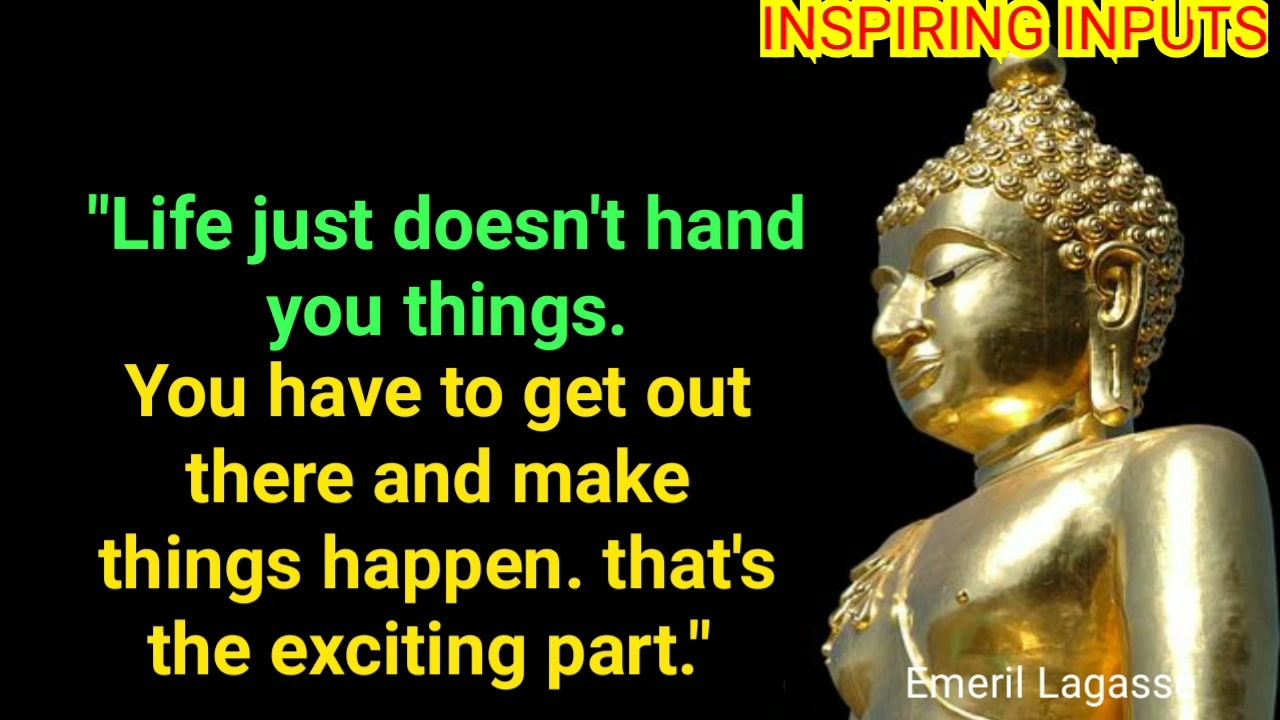 INSPIRING INPUTS
"Life just doesn't hand
you things.
You have to get out
there and make
things happen. that's
the exciting part."
Emeril Lagasse